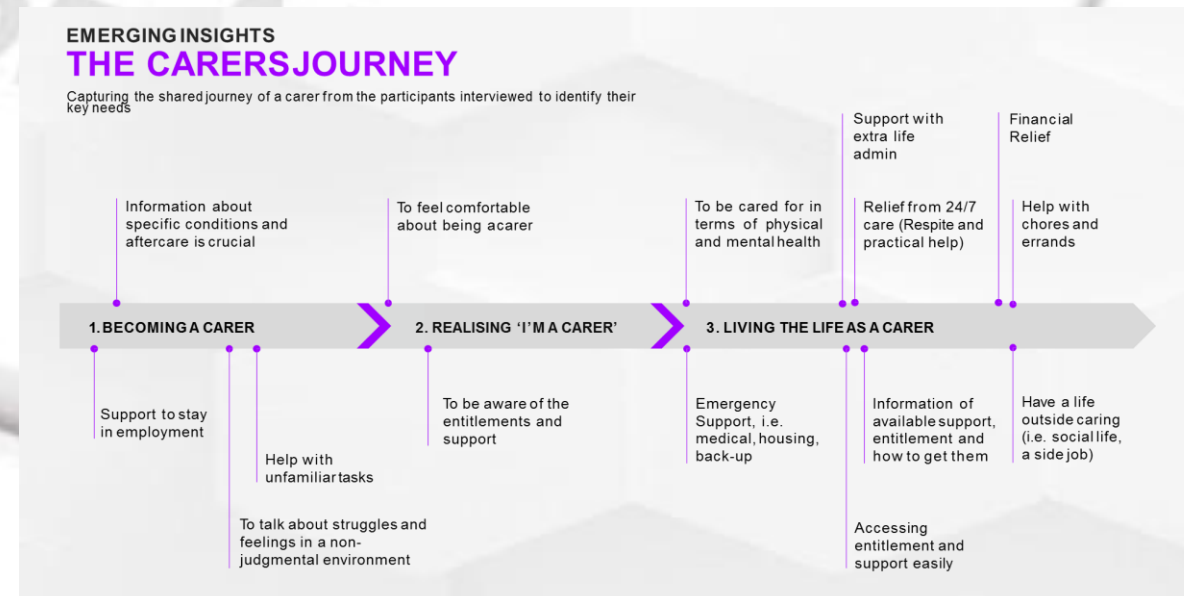 EMERGING INSIGHTS
THE CARERS JOURNEY
Capturing the shared journey of a carer from the participants interviewed to identify their
key needs
Support with
extra life
admin
Financial
Relief
Information about
specific conditions and
aftercare is crucial
To feel comfortable
about being a carer
To be cared for in
terms of physical
and mental health
Relief from 24/7
care (Respite and
practical help)
Help with
chores and
errands
1. BECOMING A CARER
2. REALISING ‘I’M A CARER’
3. LIVING THE LIFE AS A CARER
Support to stay
in employment
Help with
unfamiliar tasks
To talk about struggles and
feelings in a non-
judgmental environment
To be aware of the
entitlements and
support
Emergency
Support, i.e.
medical, housing,
back-up
Information of
available support,
entitlement and
how to get them
Have a life
outside caring
(i.e. social life,
a side job)
Accessing
entitlement and
support easily